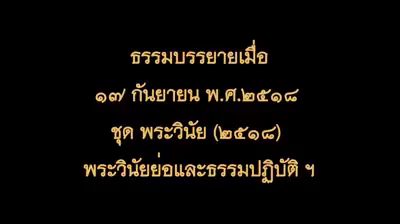 ธรรมบรรยายเมื่อ
๑๗ กันยายน พ.ศ.๒๕๑๘
ชุด พระวินัย (๒๕๑๘)
พระวินัยย่อและธรรมปฏิบัติ ฯ